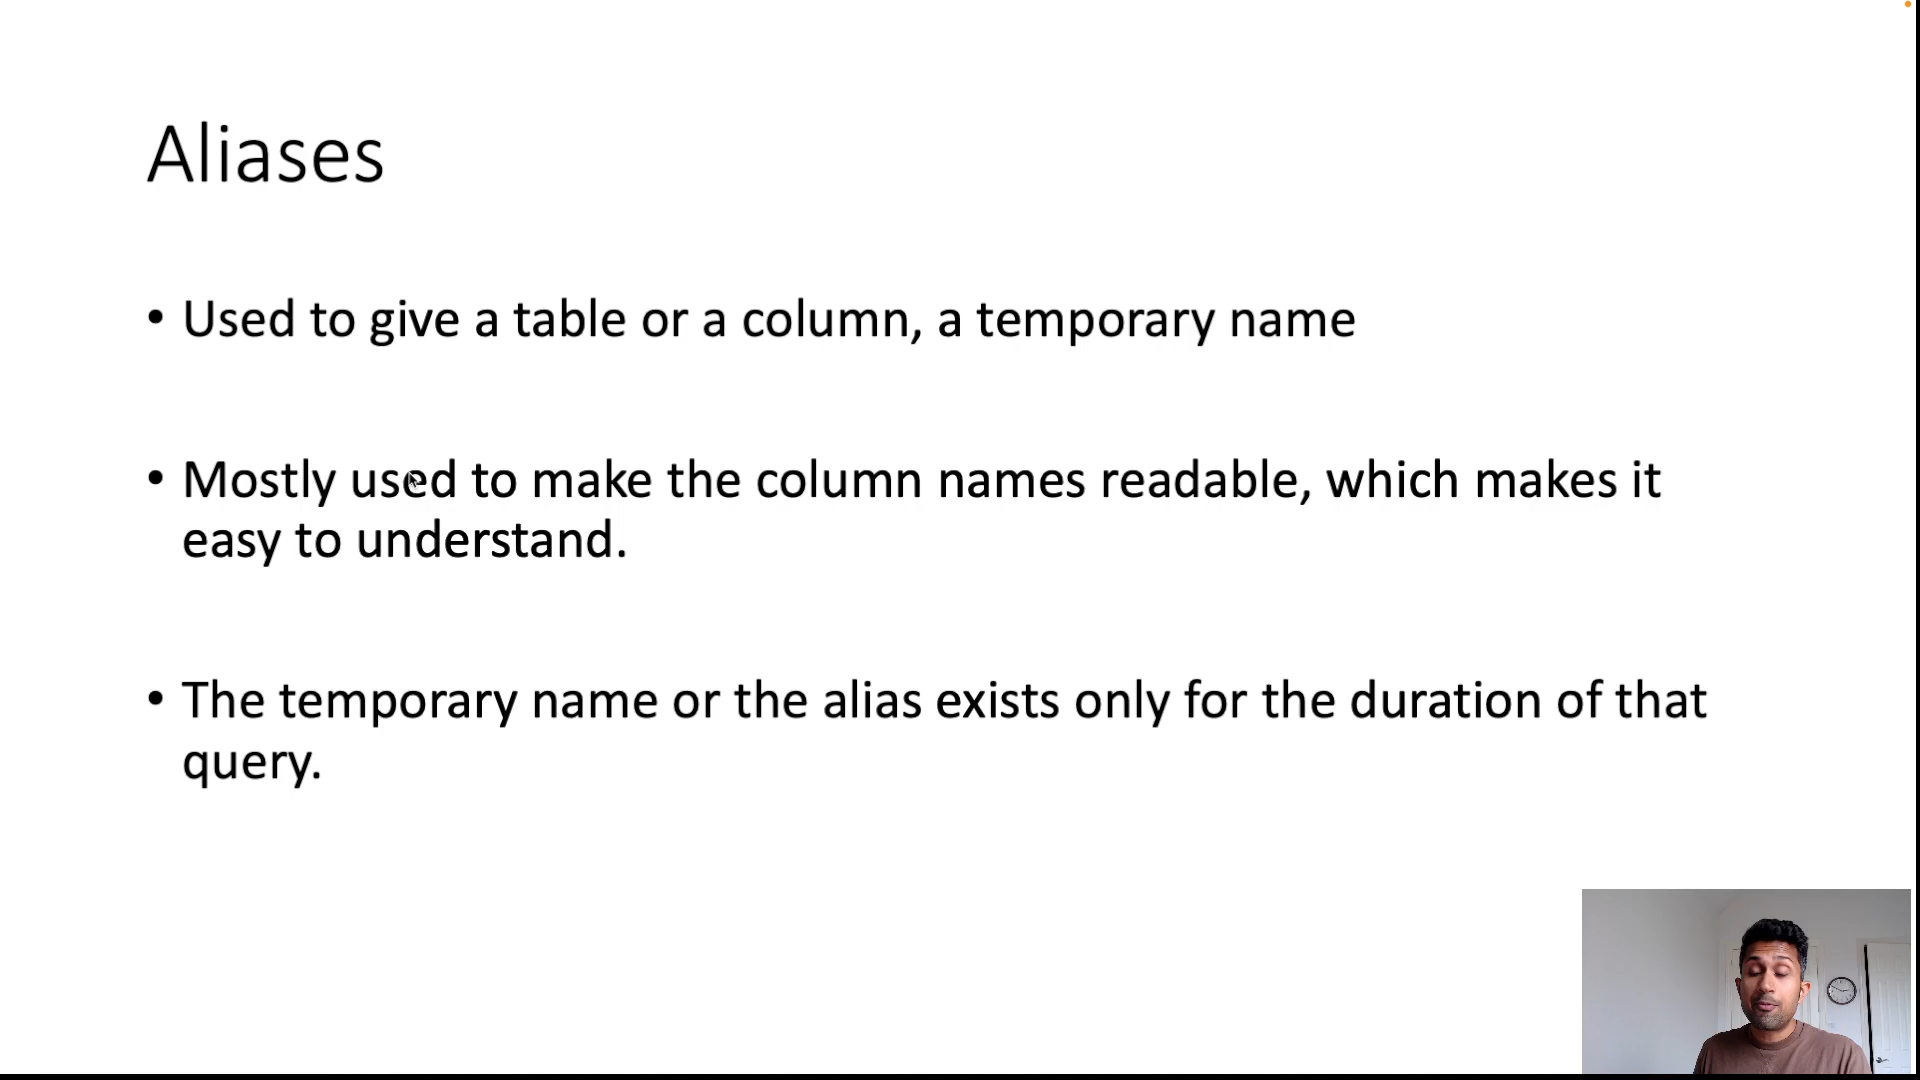 Aliases
• Used to give a table or a column, a temporary name
• Mostly used to make the column names readable, which makes it
easy to understand.
• The temporary name or the alias exists only for the duration of that
query.